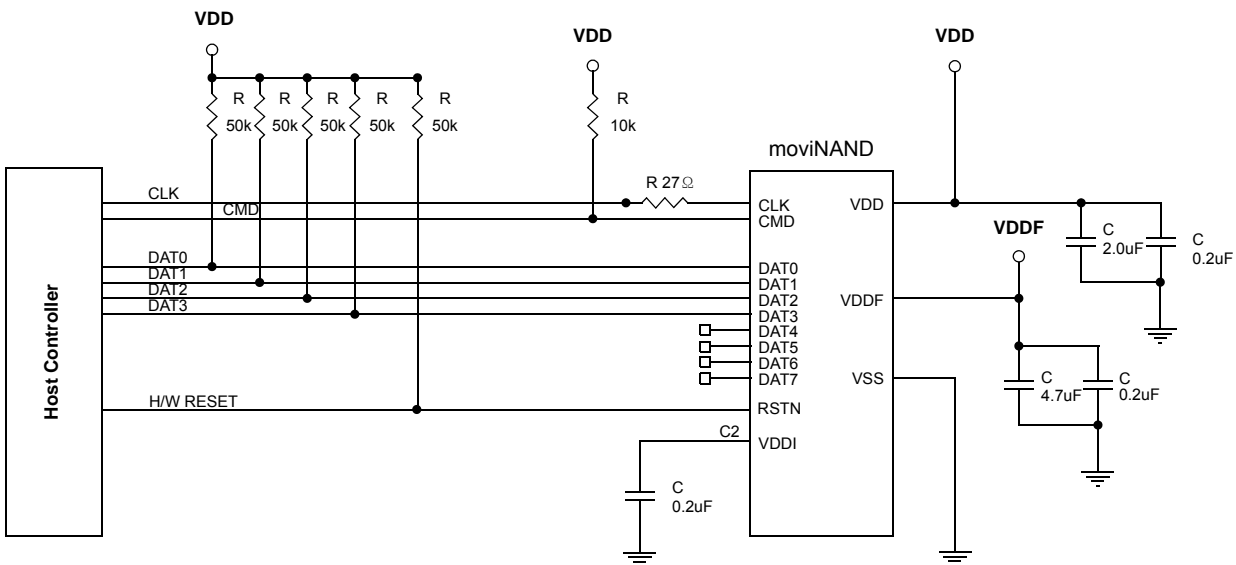 VDD
VDD
VDD
R
50k
R
50k
R
50k
R
50k
R
50k
R
10k
moviNAND
R 27Ω
CLK
CMD
DAT0
DAT1
DAT2
DAT3
H/W RESET
Host Controller
CLK
CMD
DAT0
DAT1
DAT2
DAT3
DAT4
DAT5
DAT6
DAT7
RSTN
VDDI
C2
C
0.2uF
VDD
VDDF
VSS
VDDF
C
2.0uF
C
0.2uF
C
4.7uF
C
0.2uF